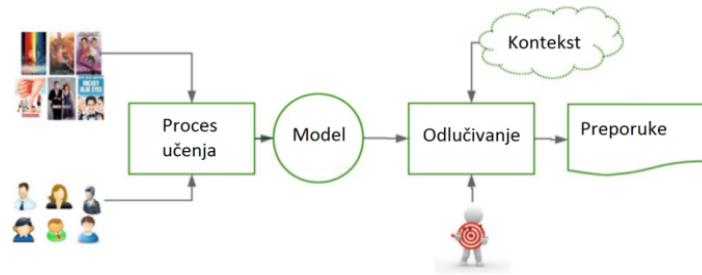 Kontekst
Proces
učenja
Model
Odlučivanje
Preporuke